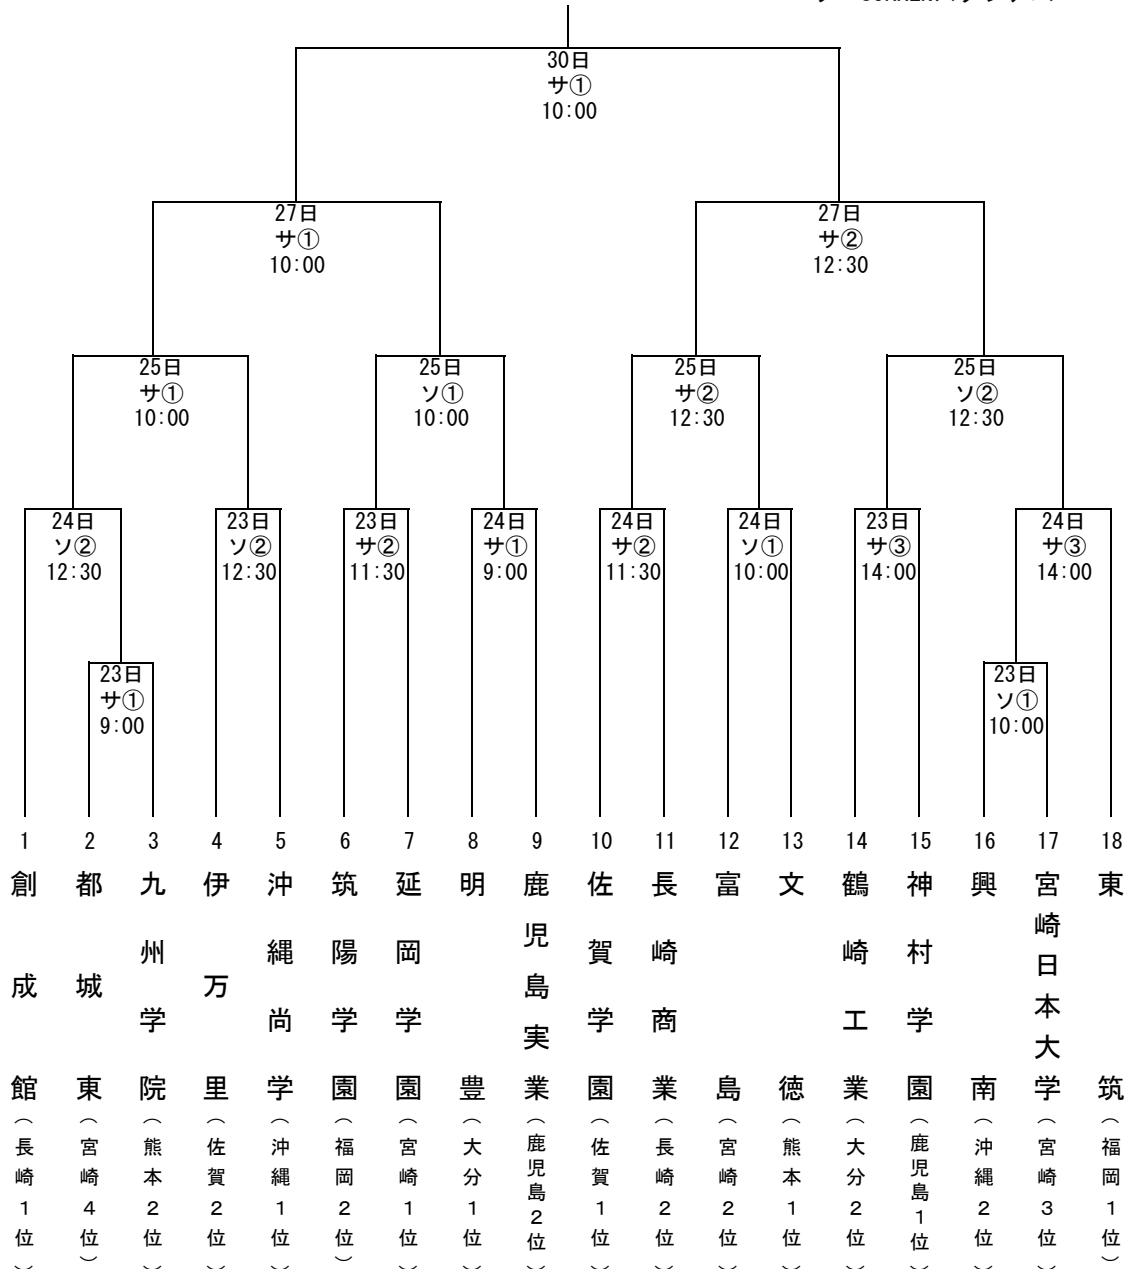 30日
サ①
10:00
27日
サ①
10:00
27日
サ②
12:30
25日
サ①
10:00
25日
ソ①
10:00
25日
サ②
12:30
25日
ソ②
12:30
24日
ソ②
12:30
23日
ソ②
12:30
23日
サ②
11:30
24日
サ①
9:00
24日
サ②
11:30
24日
ソ①
10:00
23日
サ③
14:00
24日
サ③
14:00
23日
サ①
9:00
23日
ソ①
10:00
1
創成館
（長崎1位）
2
都城東
（宮崎4位）
3
九州学院
（熊本2位）
4
伊万里
（佐賀2位）
5
沖縄尚学
（沖縄1位）
6
筑陽学園
（福岡2位）
7
延岡学園
（宮崎1位）
8
明豊
（大分1位）
9
鹿児島実業
（鹿児島2位）
10
佐賀学園
（佐賀1位）
11
長崎商業
（長崎2位）
12
富島
（宮崎2位）
13
文徳
（熊本1位）
14
鶴崎工業
（大分2位）
15
神村学園
（鹿児島1位）
16
興南
（沖縄2位）
17
宮崎日本大学
（宮崎3位）
18
東筑
（福岡1位）